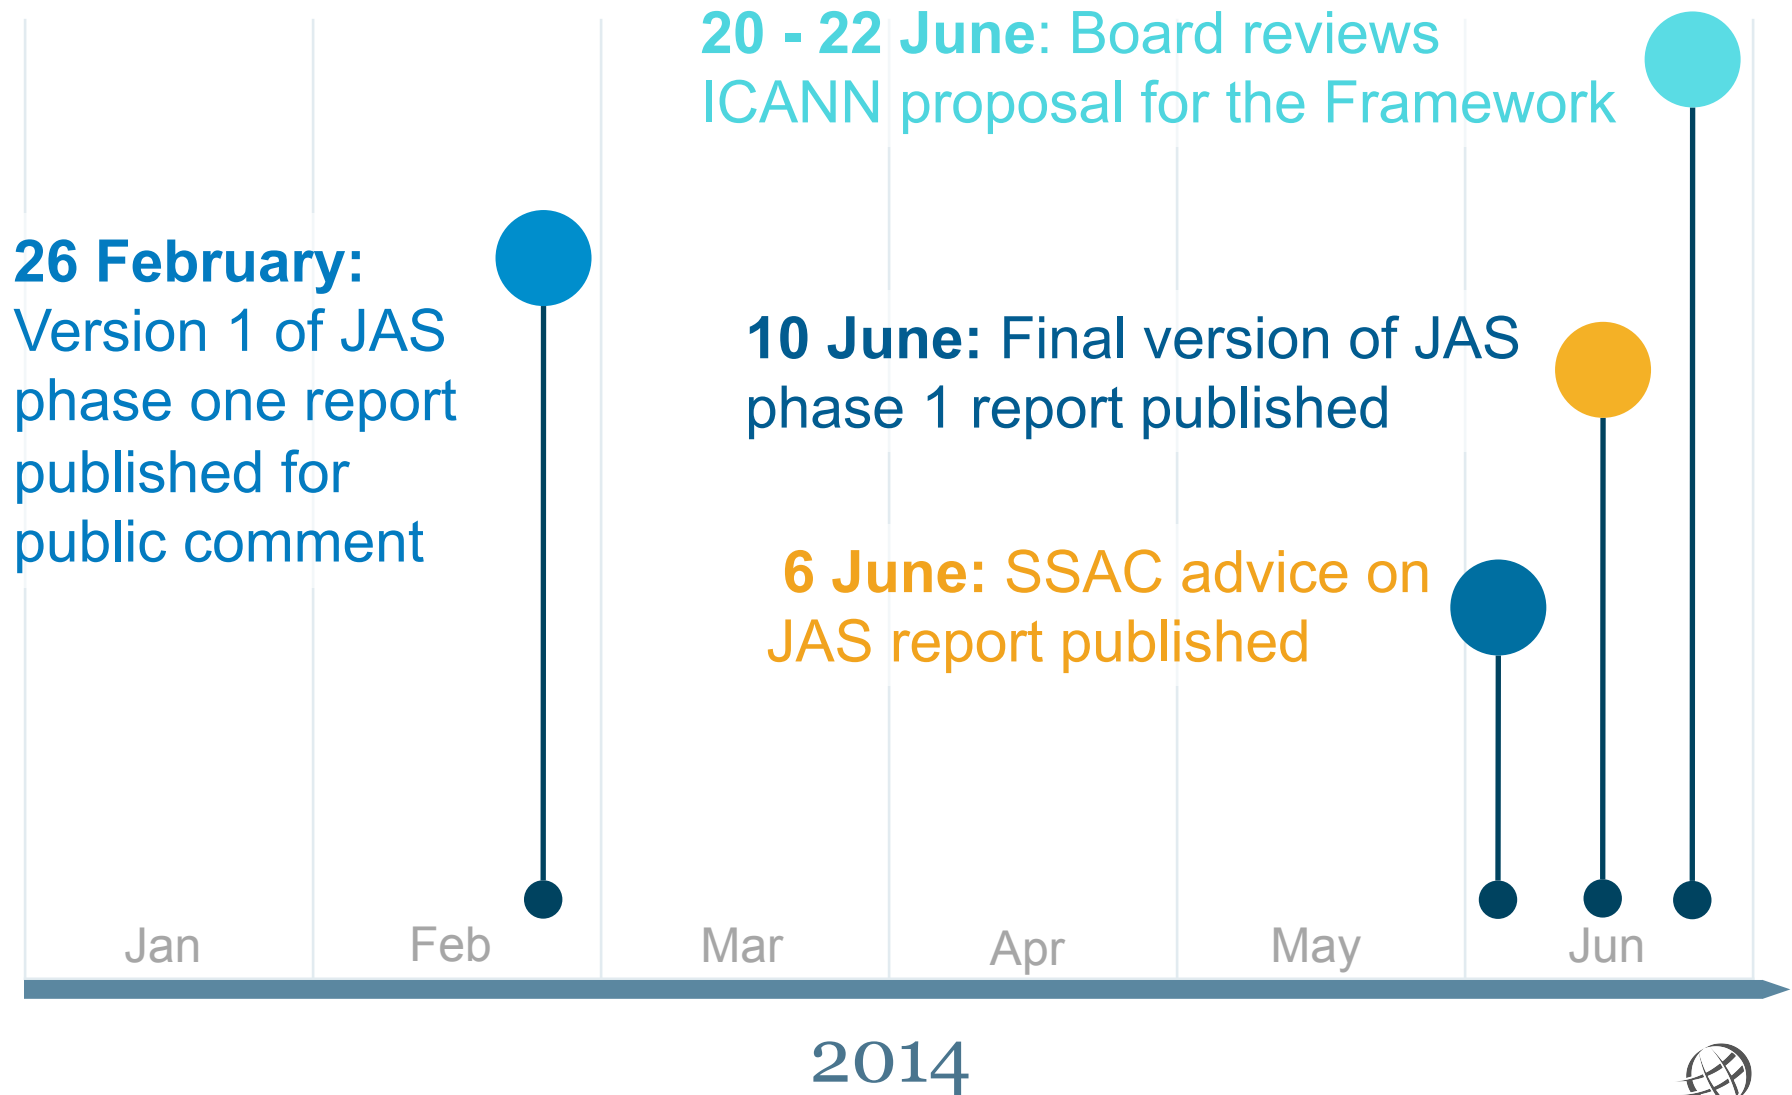 20 - 22 June: Board reviews
ICANN proposal for the Framework
26 February:
Version 1 of JAS
phase one report
published for
public comment
10 June: Final version of JAS
phase 1 report published
6 June: SSAC advice on
JAS report published
Jan Feb Mar Apr May Jun
2014